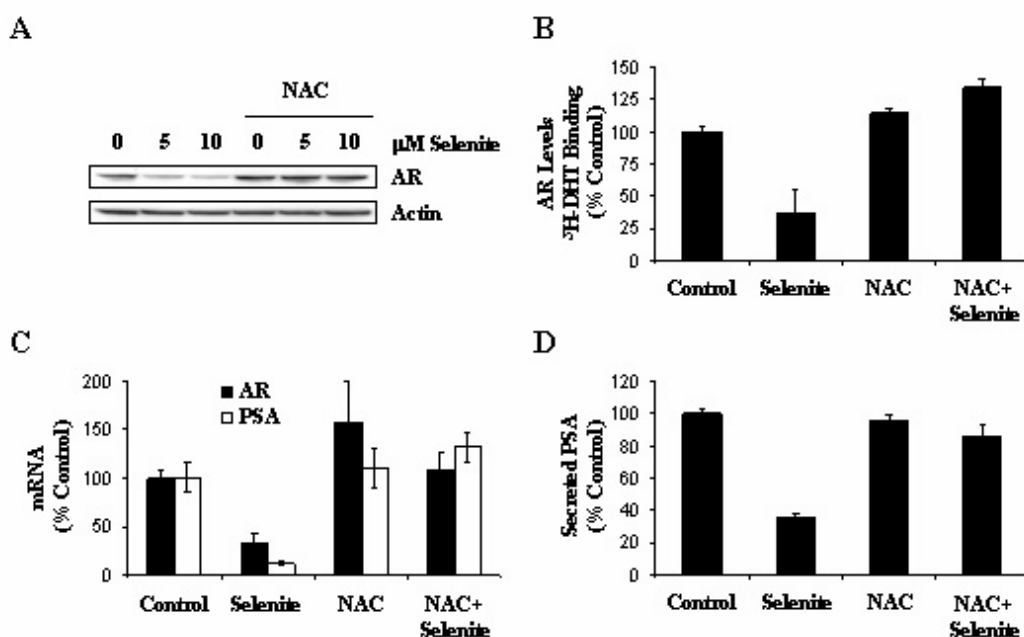 A
NAC
0 5 10 0 5 10 µM Selenite
AR
Actin
B
AR Levels
³H-DHT Binding
(% Control)
150
125
100
75
50
25
0
Control Selenite NAC NAC+
Selenite
C
mRNA
(% Control)
200
150
100
50
0
AR
PSA
Control Selenite NAC NAC+
Selenite
D
Secreted PSA
(% Control)
120
100
80
60
40
20
0
Control Selenite NAC NAC+
Selenite